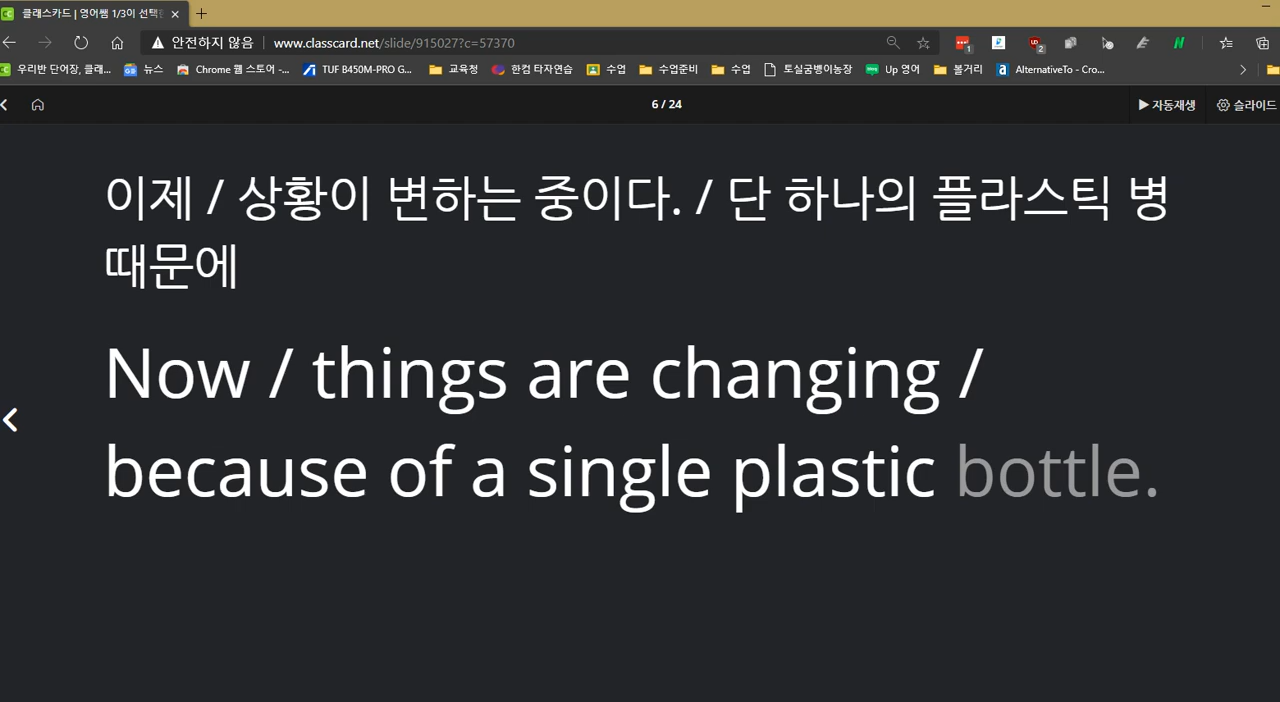 클래스카드 | 영어쌤 1/3이 선택한
안전하지 않음 www.classcard.net/slide/915027?c=57370
1
2
우리반 단어장, 클래...
뉴스
Chrome 웹 스토어 -...
TUF B450M-PRO G...
교육청
한컴 타자연습
수업
수업준비
수업
토실굼벵이농장
Up 영어
볼거리
AlternativeTo - Cro...
6 / 24
자동재생
슬라이드
이제 / 상황이 변하는 중이다. / 단 하나의 플라스틱 병
때문에
Now / things are changing /
because of a single plastic bottle.